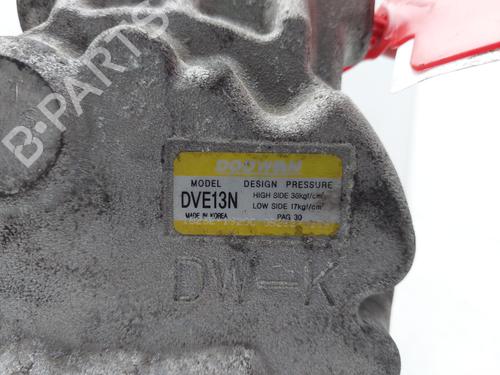 B-PARTS
DOOWON
MODEL DESIGN PRESSURE
DVE13N HIGH SIDE 36kgf/cm²
LOW SIDE 17kgf/cm²
MADE IN KOREA PAG 30
DW-K